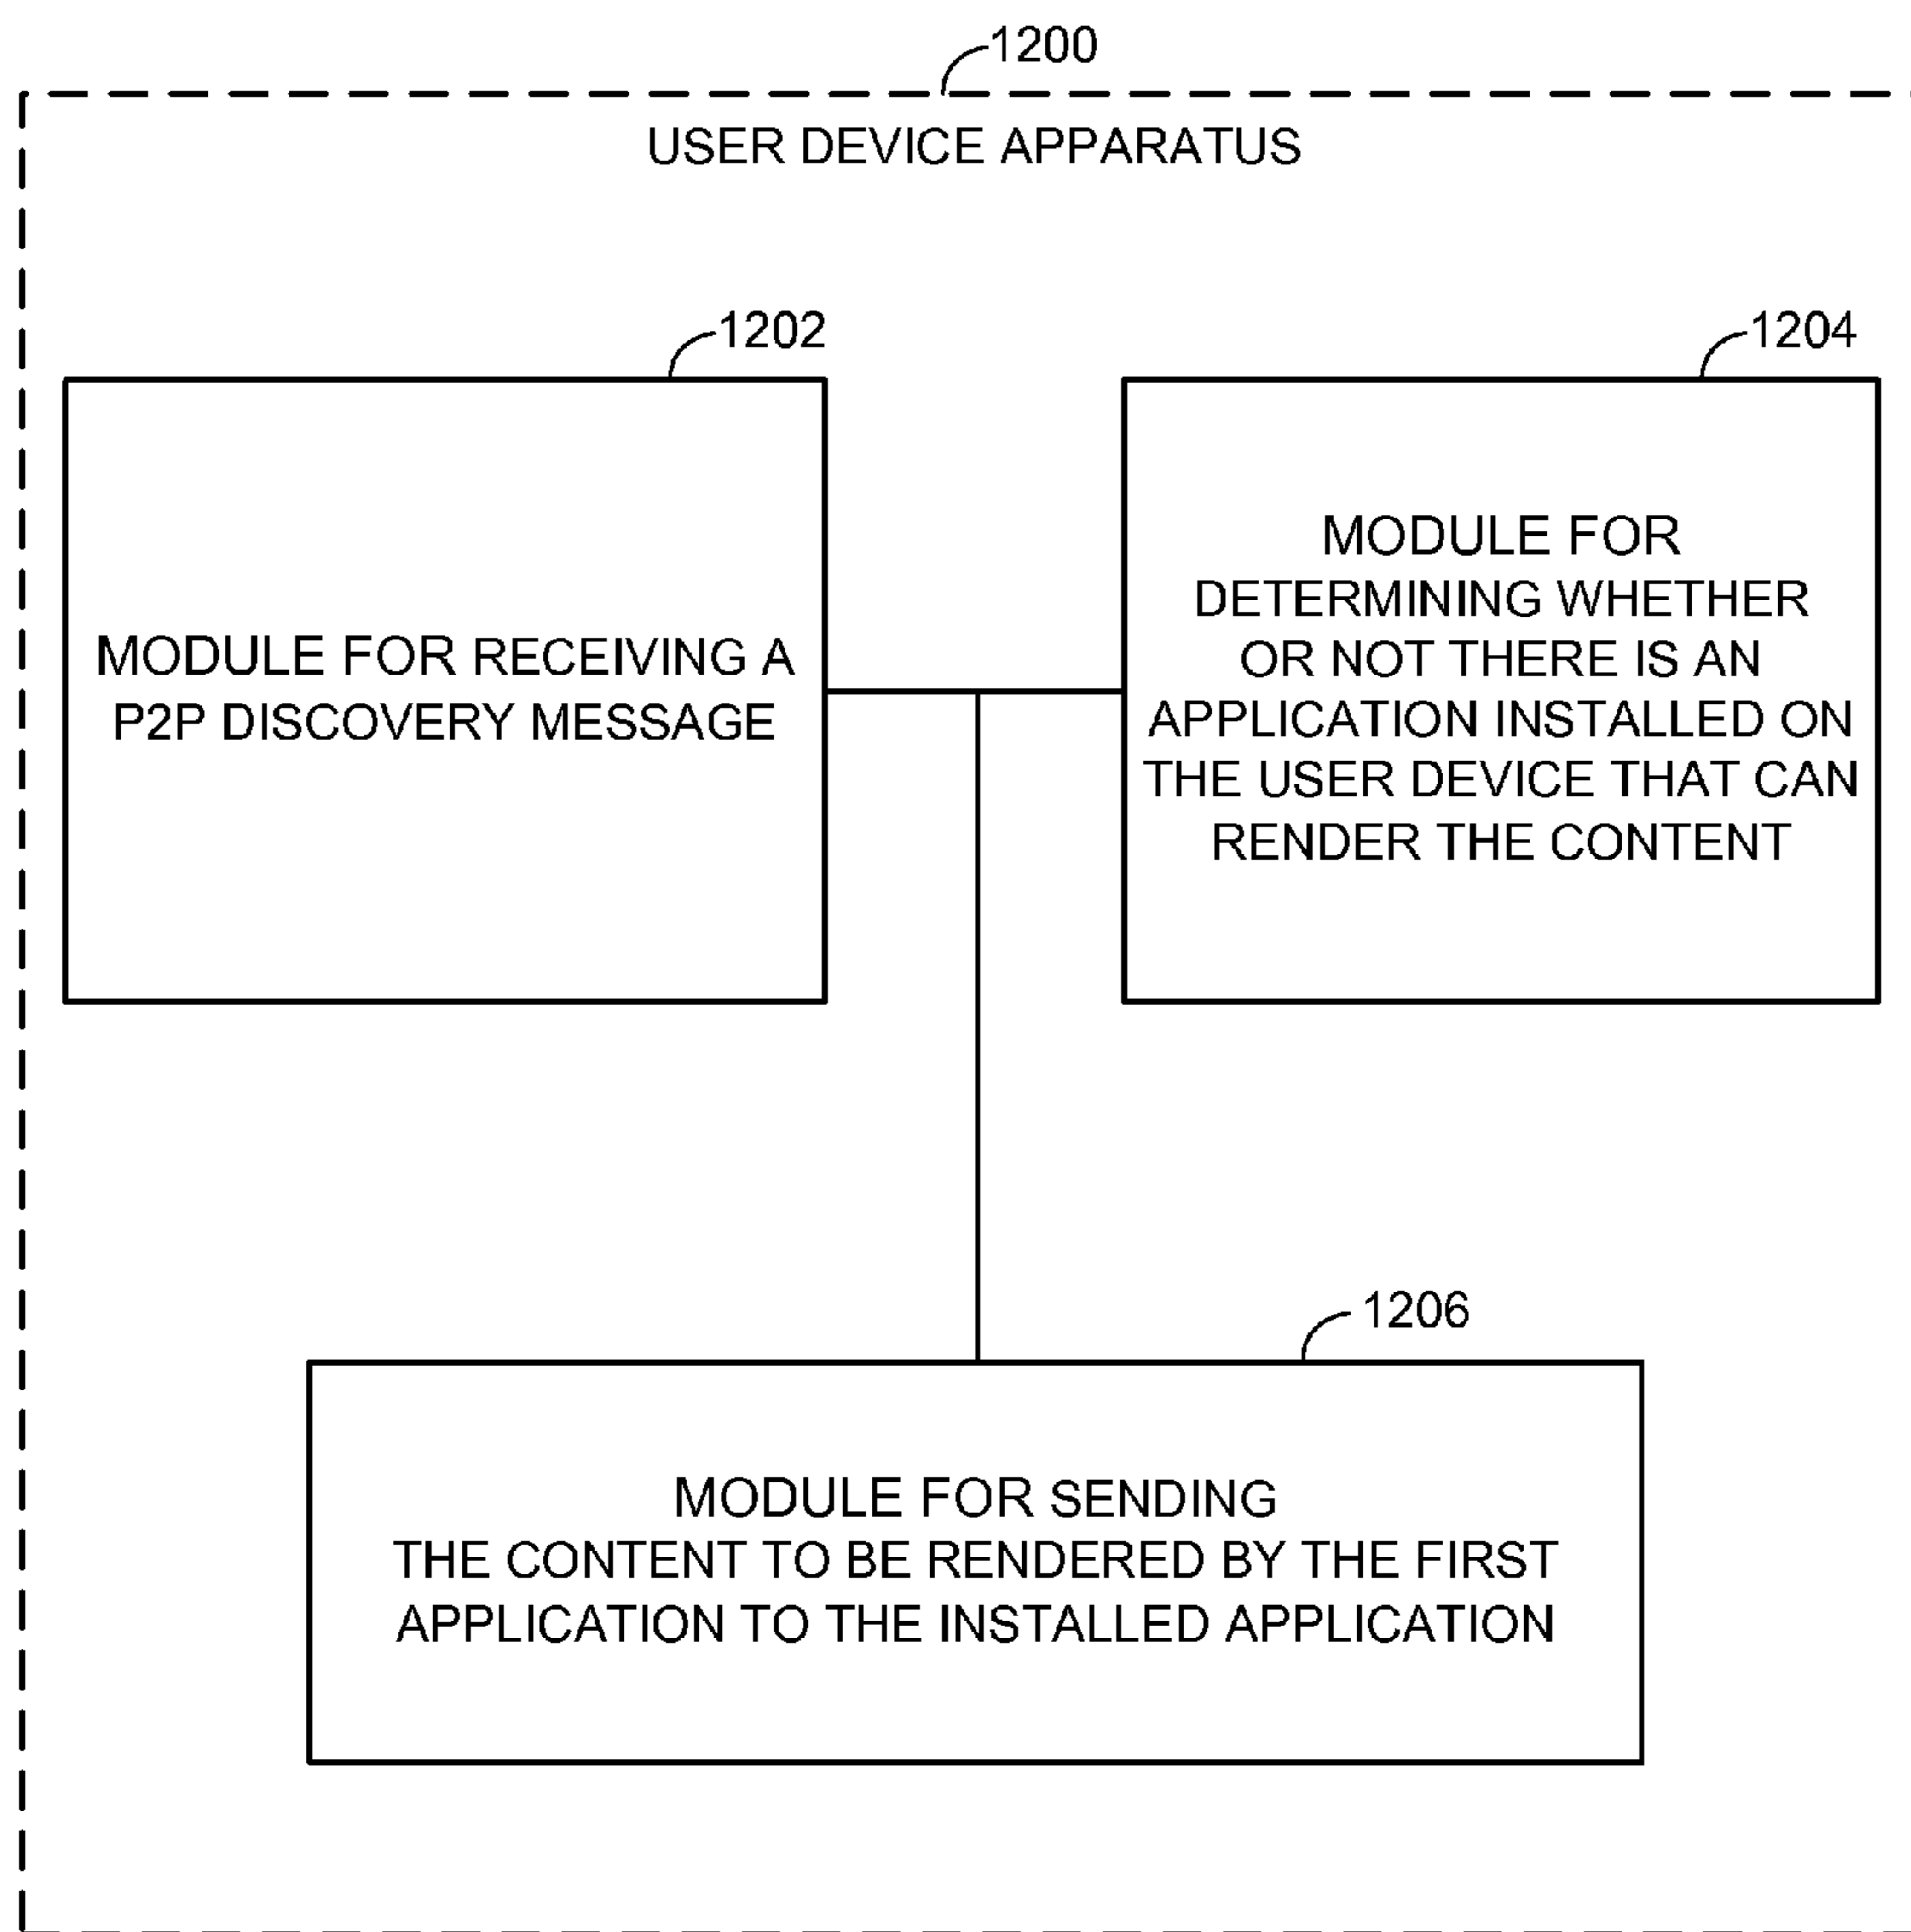 1200
USER DEVICE APPARATUS
1202
MODULE FOR RECEIVING A
P2P DISCOVERY MESSAGE
1204
MODULE FOR
DETERMINING WHETHER
OR NOT THERE IS AN
APPLICATION INSTALLED ON
THE USER DEVICE THAT CAN
RENDER THE CONTENT
1206
MODULE FOR SENDING
THE CONTENT TO BE RENDERED BY THE FIRST
APPLICATION TO THE INSTALLED APPLICATION